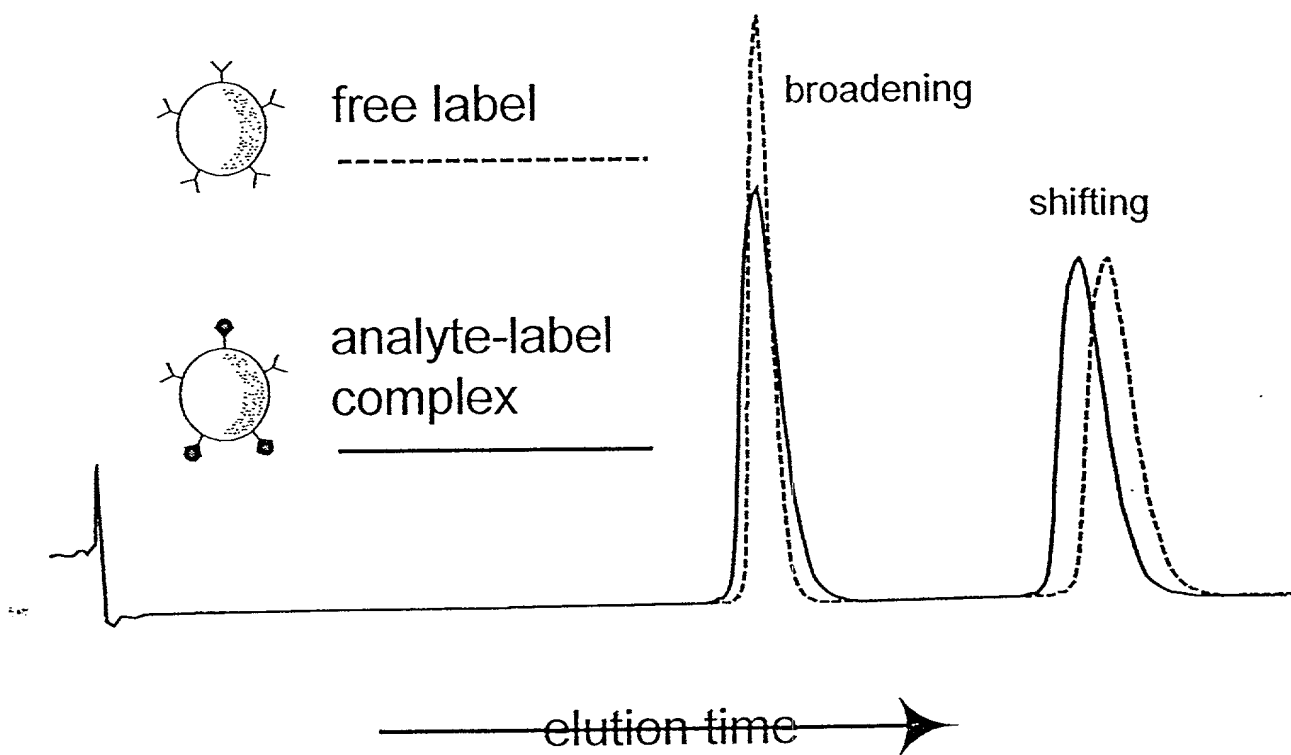 free label
broadening
shifting
analyte-label
complex
elution time